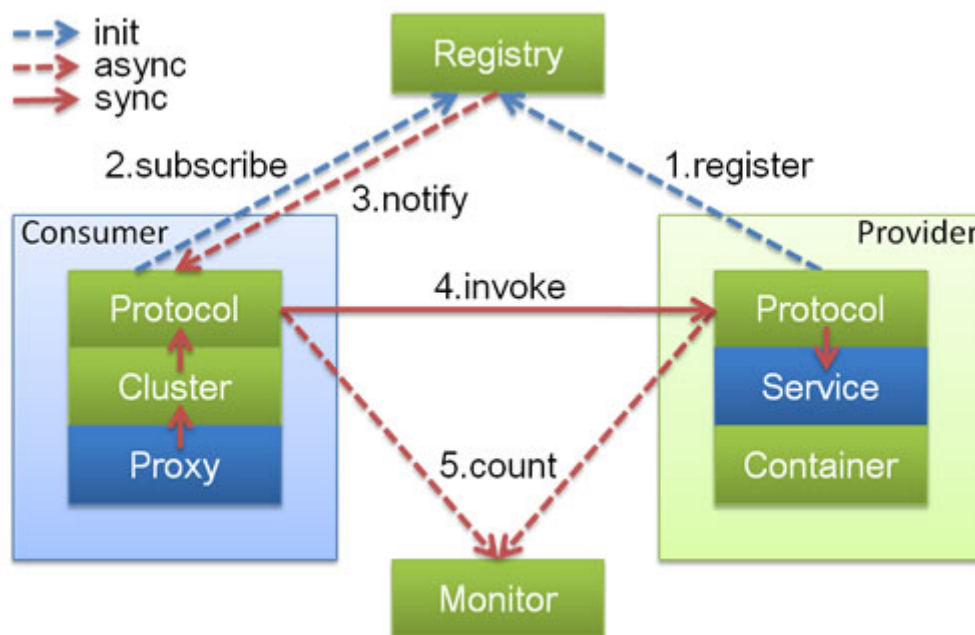 init
async
sync
Registry
2.subscribe
1.register
3.notify
Consumer
Provider
Protocol
4.invoke
Protocol
Cluster
Service
Proxy
5.count
Container
Monitor